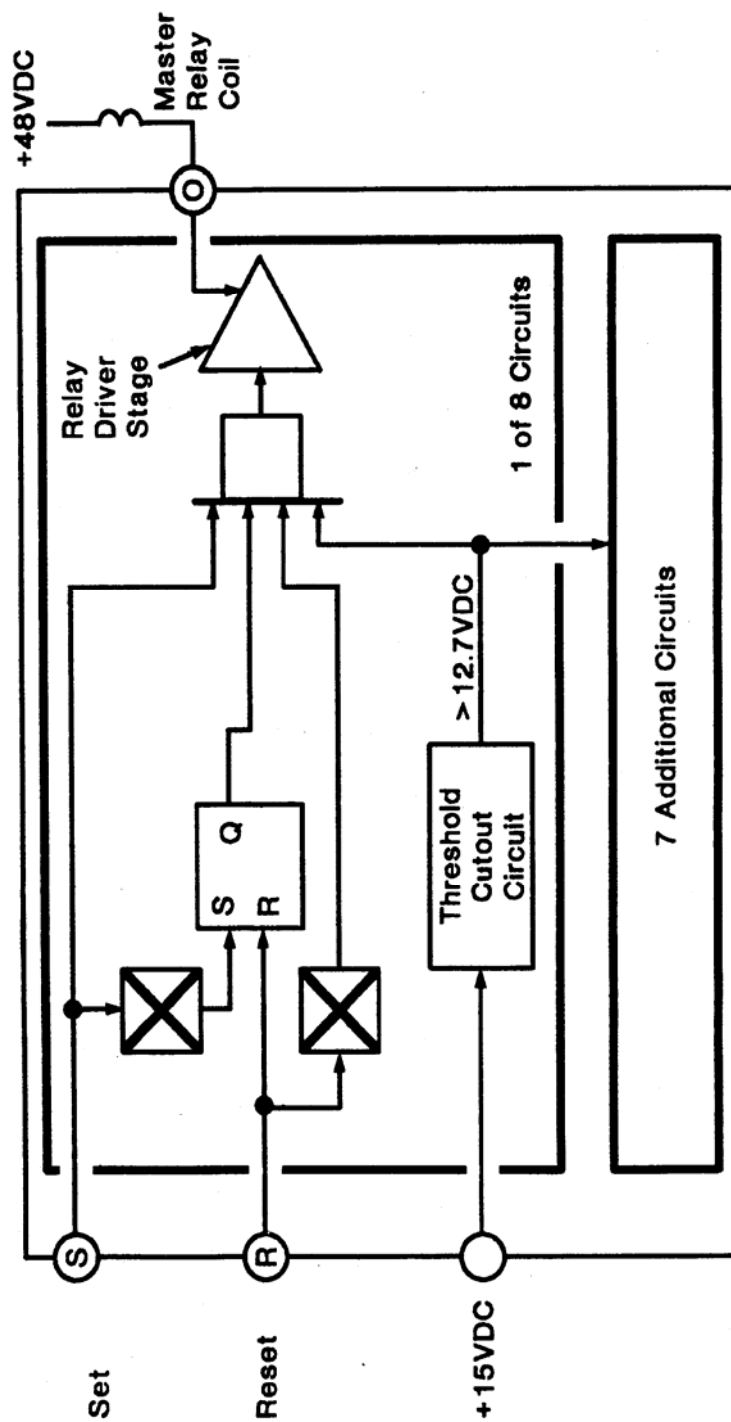 +48VDC
Master
Relay
Coil
O
Relay
Driver
Stage
1 of 8 Circuits
S
Set
S
R
Q
R
Reset
Threshold
Cutout
Circuit
>12.7VDC
+15VDC
7 Additional Circuits